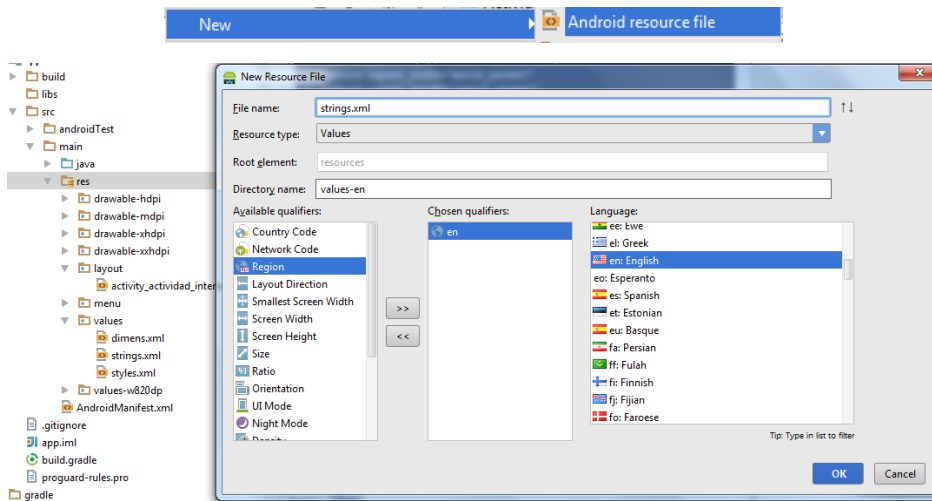 New
Android resource file
build
libs
src
androidTest
main
java
res
drawable-hdpi
drawable-mdpi
drawable-xhdpi
drawable-xxhdpi
layout
activity_actividad_inter
menu
values
dimens.xml
strings.xml
styles.xml
values-w820dp
AndroidManifest.xml
.gitignore
app.iml
build.gradle
proguard-rules.pro
gradle
New Resource File
File name:
strings.xml
Resource type:
Values
Root element:
resources
Directory name:
values-en
Available qualifiers:
Country Code
Network Code
Region
Layout Direction
Smallest Screen Width
Screen Width
Screen Height
Size
Ratio
Orientation
UI Mode
Night Mode
Density
>>
<<
Chosen qualifiers:
en
Language:
ee: Ewe
el: Greek
en: English
eo: Esperanto
es: Spanish
et: Estonian
eu: Basque
fa: Persian
ff: Fulah
fi: Finnish
fj: Fijian
fo: Faroese
Tip: Type in list to filter
OK
Cancel